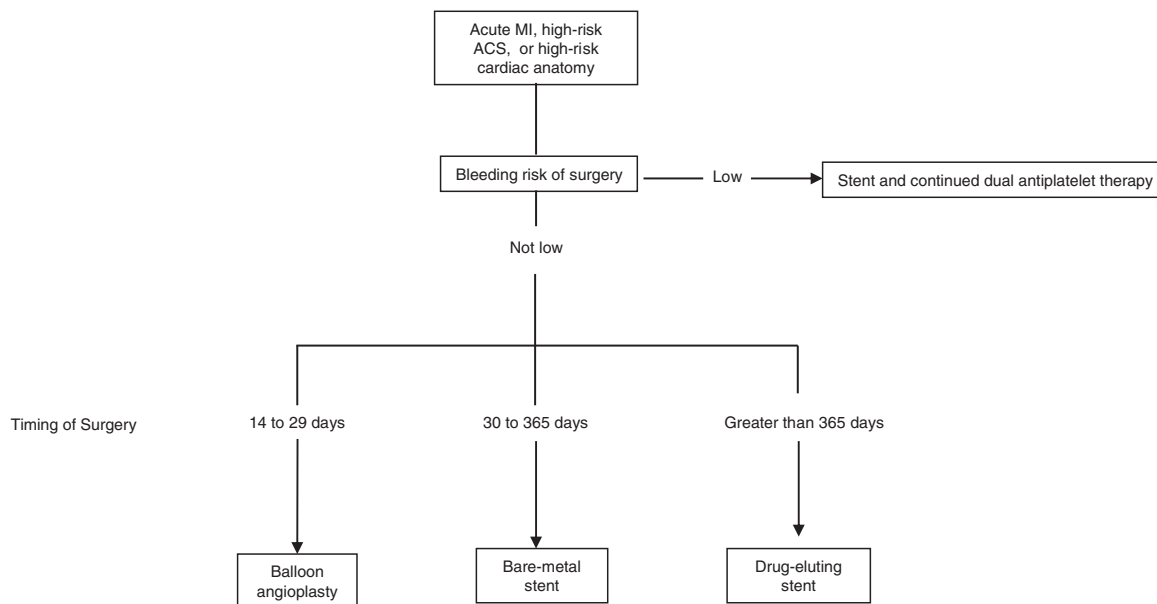 Acute MI, high-risk
ACS, or high-risk
cardiac anatomy
Bleeding risk of surgery
Low
Stent and continued dual antiplatelet therapy
Not low
Timing of Surgery
14 to 29 days
30 to 365 days
Greater than 365 days
Balloon
angioplasty
Bare-metal
stent
Drug-eluting
stent